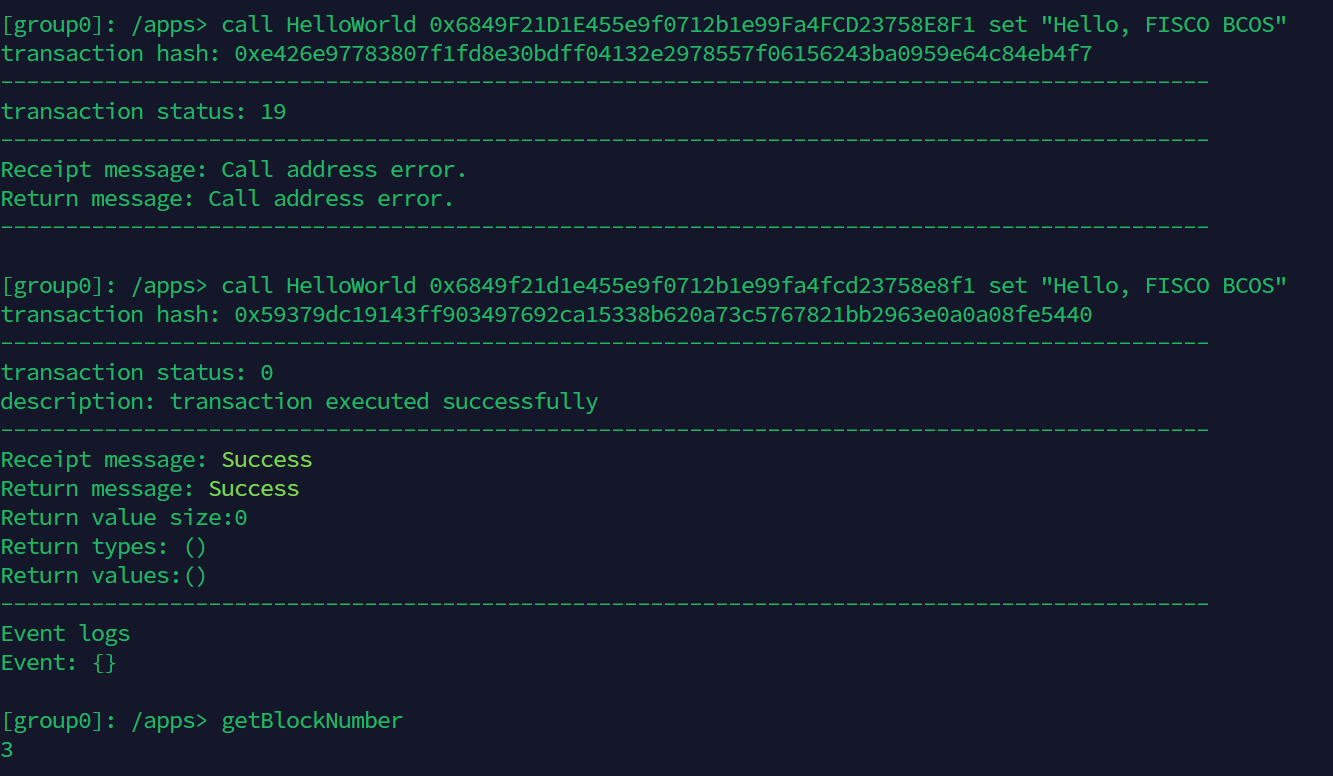 [group0]: /apps> call HelloWorld 0x6849F21D1E455e9f0712b1e99Fa4FCD23758E8F1 set "Hello, FISCO BCOS"
transaction hash: 0xe426e97783807f1fd8e30bdff04132e2978557f06156243ba0959e64c84eb4f7
---------------------------------------------------------------------------------------------
transaction status: 19
---------------------------------------------------------------------------------------------
Receipt message: Call address error.
Return message: Call address error.
---------------------------------------------------------------------------------------------
[group0]: /apps> call HelloWorld 0x6849f21d1e455e9f0712b1e99fa4fcd23758e8f1 set "Hello, FISCO BCOS"
transaction hash: 0x59379dc19143ff903497692ca15338b620a73c5767821bb2963e0a0a08fe5440
---------------------------------------------------------------------------------------------
transaction status: 0
description: transaction executed successfully
---------------------------------------------------------------------------------------------
Receipt message: Success
Return message: Success
Return value size:0
Return types: ()
Return values:()
---------------------------------------------------------------------------------------------
Event logs
Event: {}
[group0]: /apps> getBlockNumber
3